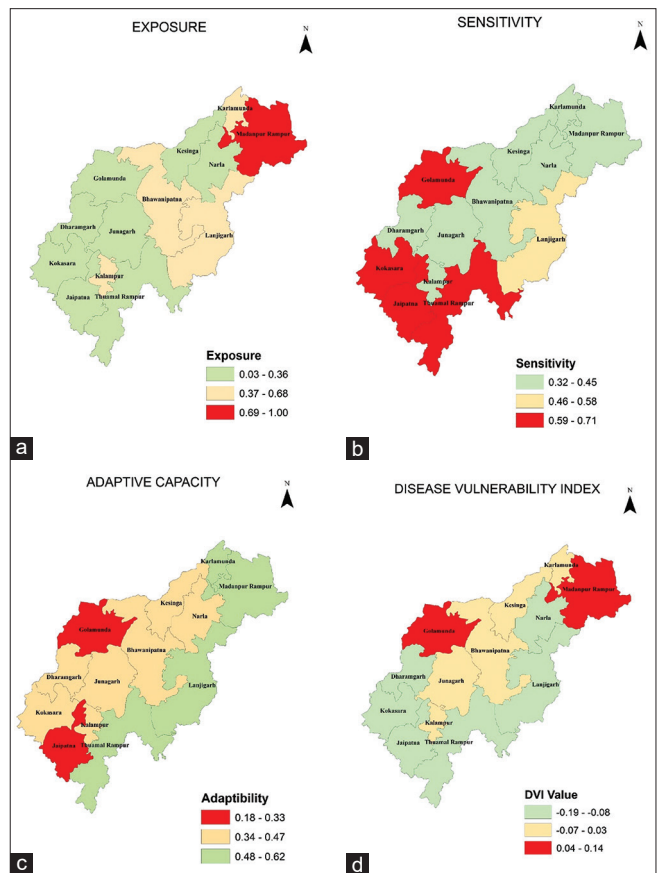 EXPOSURE
N
Karlamunda
Madanpur Rampur
Kesinga
Narla
Golamunda
Bhawanipatna
Dharamgarh
Junagarh
Lanjigarh
Kokasara
Kalampur
Jaipatna
Thuamal Rampur
Exposure
0.03 - 0.36
0.37 - 0.68
0.69 - 1.00
a
SENSITIVITY
N
Karlamunda
Madanpur Rampur
Kesinga
Narla
Golamunda
Bhawanipatna
Dharamgarh
Junagarh
Lanjigarh
Kokasara
Kalampur
Jaipatna
Thuamal Rampur
Sensitivity
0.32 - 0.45
0.46 - 0.58
0.59 - 0.71
b
ADAPTIVE CAPACITY
N
Karlamunda
Madanpur Rampur
Kesinga
Narla
Golamunda
Bhawanipatna
Dharamgarh
Junagarh
Lanjigarh
Kokasara
Kalampur
Jaipatna
Thuamal Rampur
Adaptibility
0.18 - 0.33
0.34 - 0.47
0.48 - 0.62
c
DISEASE VULNERABILITY INDEX
N
Karlamunda
Madanpur Rampur
Kesinga
Narla
Golamunda
Bhawanipatna
Dharamgarh
Junagarh
Lanjigarh
Kokasara
Kalampur
Jaipatna
Thuamal Rampur
DVI Value
-0.19 - -0.08
-0.07 - 0.03
0.04 - 0.14
d